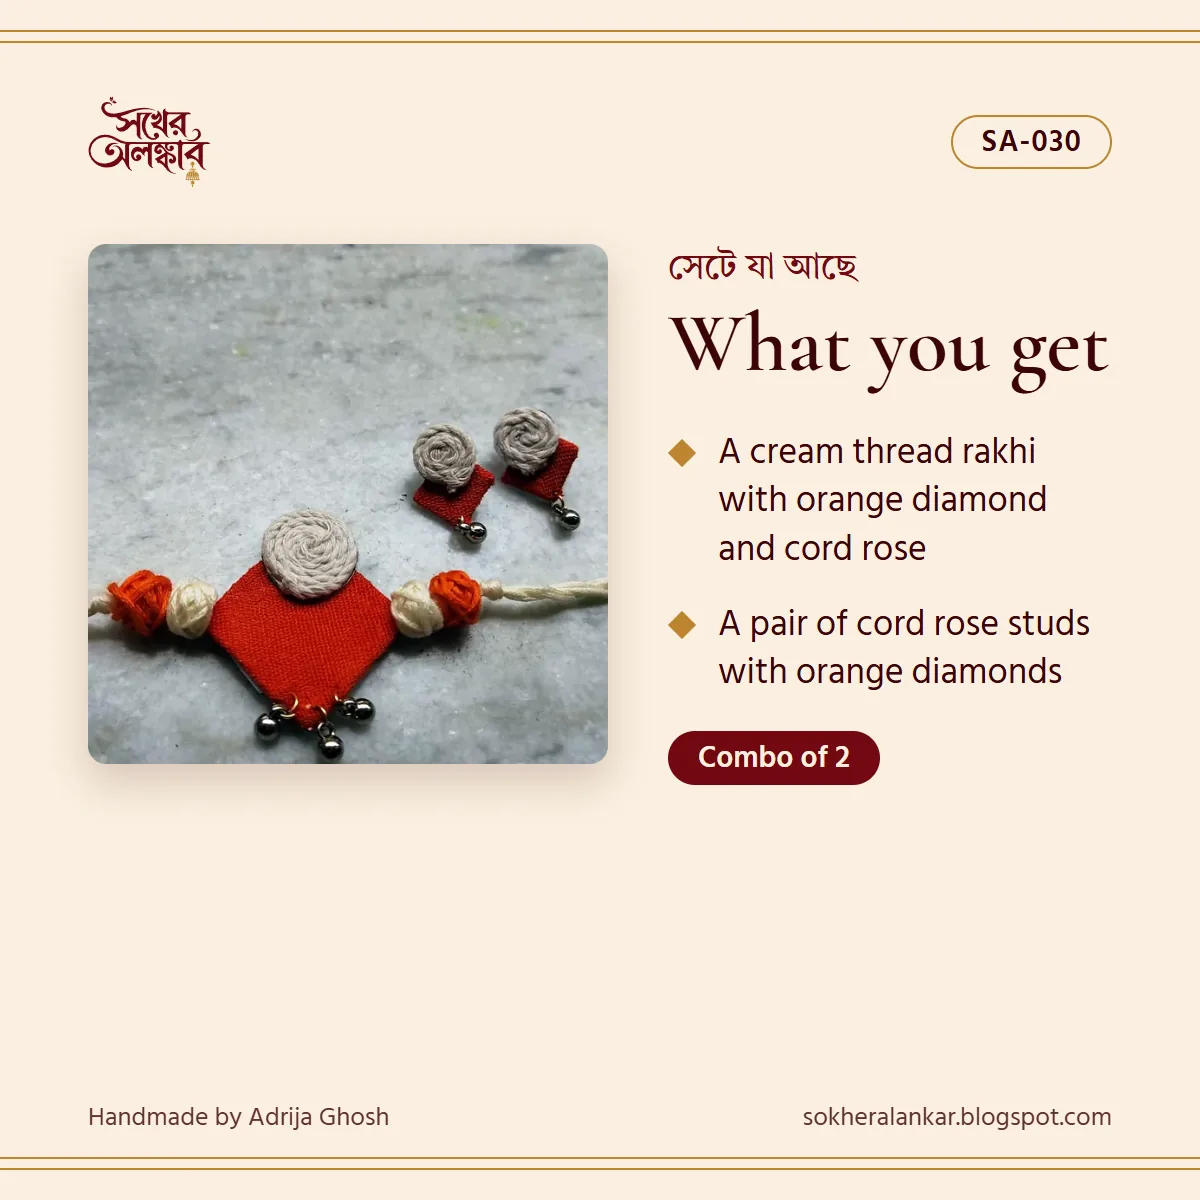 সখের
অলঙ্কার
SA-030
সেটে যা আছে
What you get
A cream thread rakhi
with orange diamond
and cord rose
A pair of cord rose studs
with orange diamonds
Combo of 2
Handmade by Adrija Ghosh
sokheralankar.blogspot.com